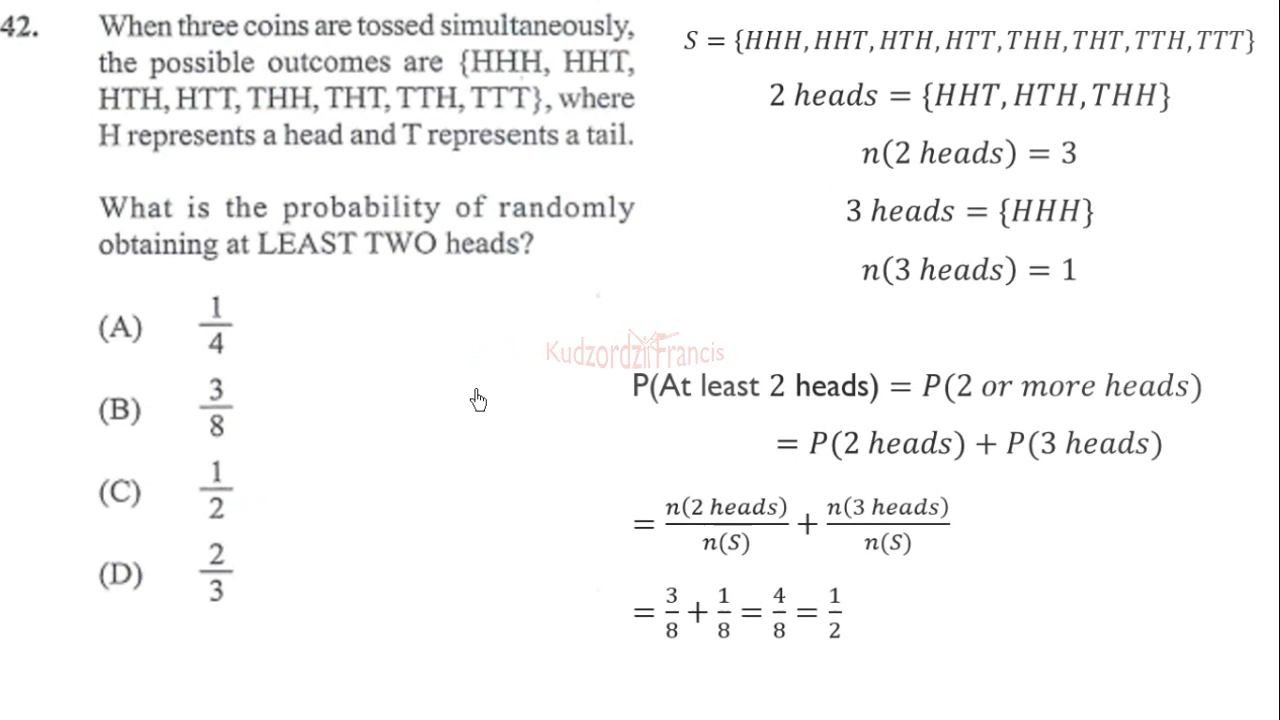 42. When three coins are tossed simultaneously,
the possible outcomes are {HHH, HHT,
HTH, HTT, THH, THT, TTH, TTT}, where
H represents a head and T represents a tail.
What is the probability of randomly
obtaining at LEAST TWO heads?
(A) 1/4
(B) 3/8
(C) 1/2
(D) 2/3
S = {HHH, HHT, HTH, HTT, THH, THT, TTH, TTT}
2 heads = {HHT, HTH, THH}
n(2 heads) = 3
3 heads = {HHH}
n(3 heads) = 1
Kudzordzi Francis
P(At least 2 heads) = P(2 or more heads)
= P(2 heads) + P(3 heads)
= n(2 heads)/n(S) + n(3 heads)/n(S)
= 3/8 + 1/8 = 4/8 = 1/2